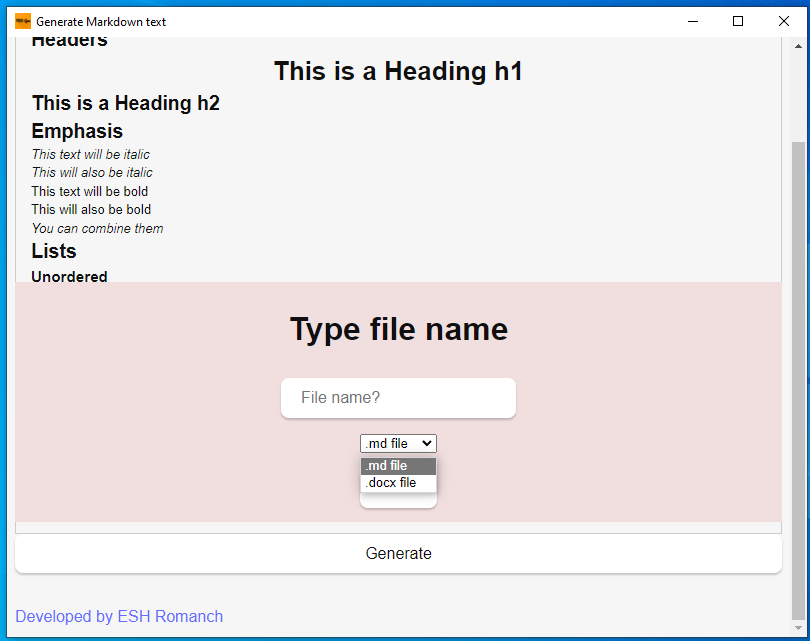 Generate Markdown text
Headers
This is a Heading h1
This is a Heading h2
Emphasis
This text will be italic
This will also be italic
This text will be bold
This will also be bold
You can combine them
Lists
Unordered
Type file name
File name?
.md file
.md file
.docx file
Generate
Developed by ESH Romanch